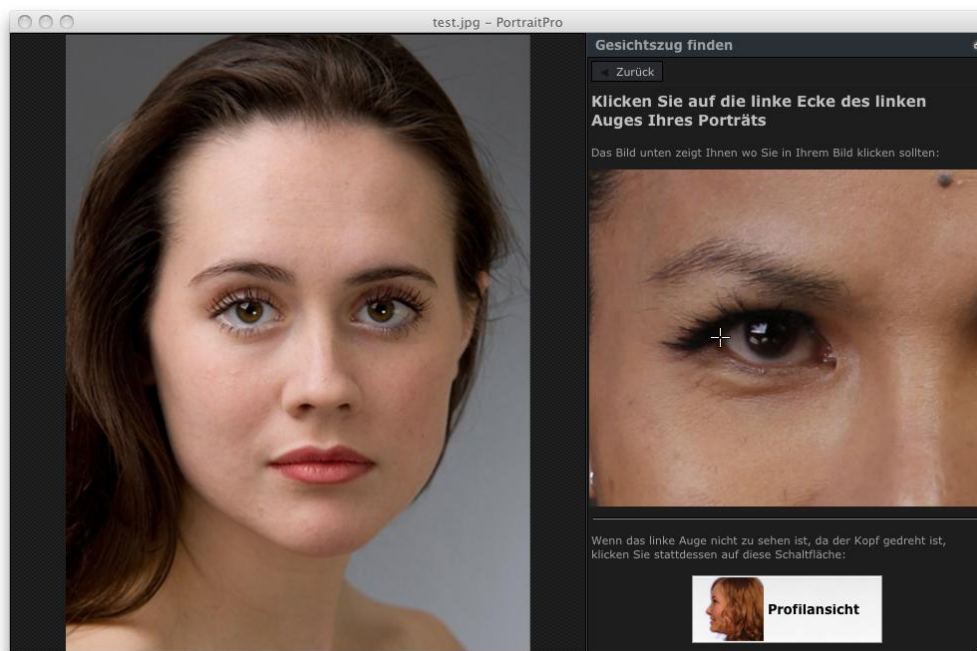 test.jpg – PortraitPro
Gesichtszug finden
Zurück
Klicken Sie auf die linke Ecke des linken
Auges Ihres Porträts
Das Bild unten zeigt Ihnen wo Sie in Ihrem Bild klicken sollten:
Wenn das linke Auge nicht zu sehen ist, da der Kopf gedreht ist,
klicken Sie stattdessen auf diese Schaltfläche:
Profilansicht